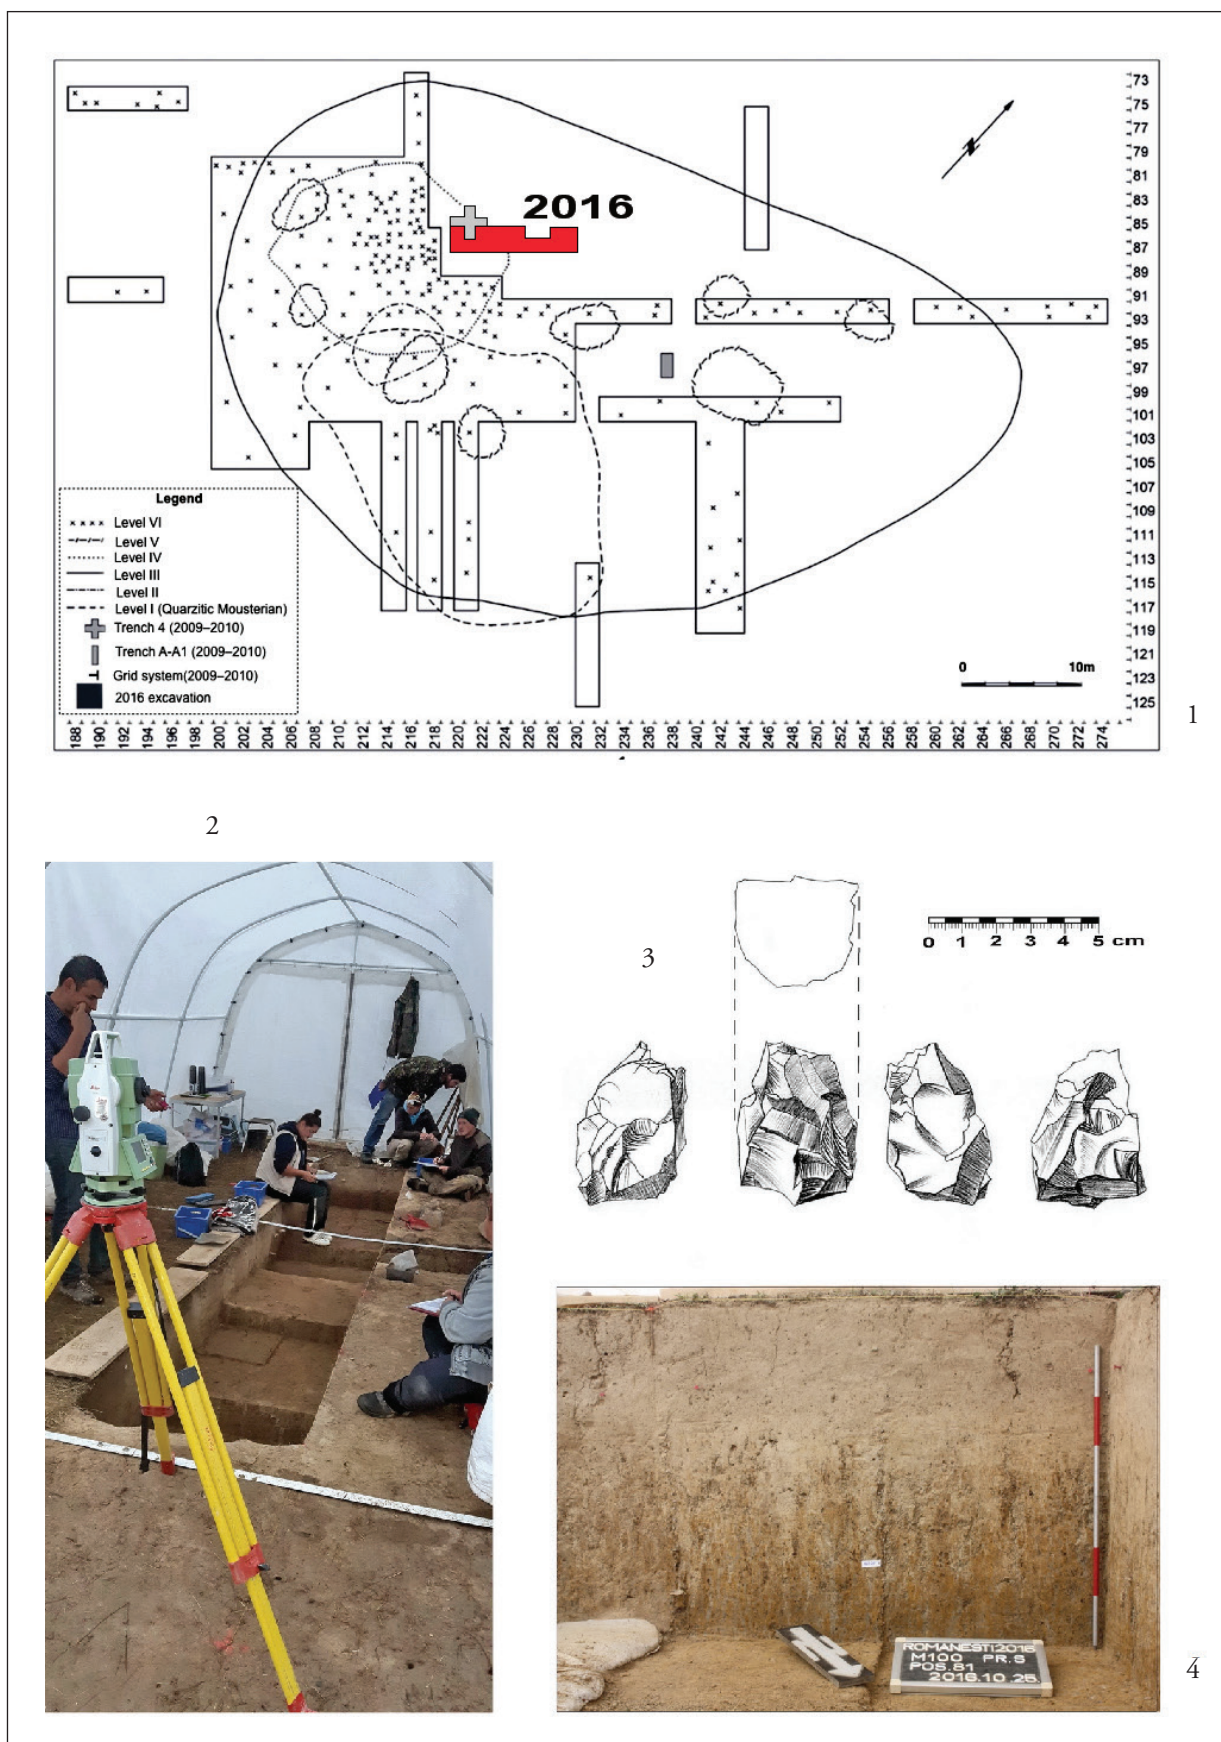 2016
73
75
77
79
81
83
85
87
89
91
93
95
97
99
101
103
105
107
109
111
113
115
117
119
121
123
125
Legend
Level VI
Level V
Level IV
Level III
Level II
Level I (Quarzitic Mousterian)
Trench 4 (2009–2010)
Trench A-A1 (2009–2010)
Grid system(2009–2010)
2016 excavation
0 10m
188 190 192 194 196 198 200 202 204 206 208 210 212 214 216 218 220 222 224 226 228 230 232 234 236 238 240 242 244 246 248 250 252 254 256 258 260 262 264 266 268 270 272 274
1
2
3
0 1 2 3 4 5 cm
ROMANESTI2016
M100 PR.S
POS.81
2016.10.25.
4